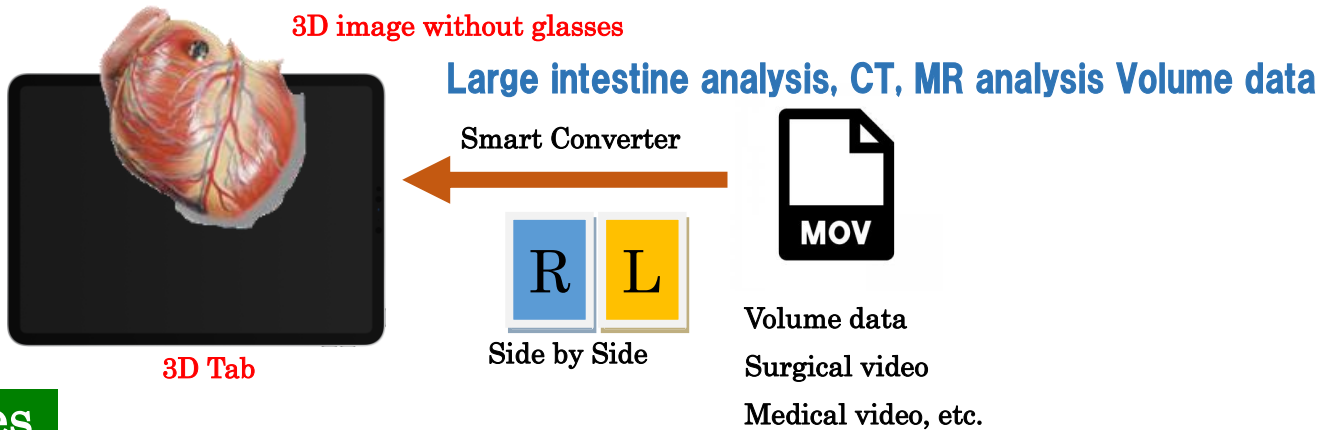 3D image without glasses
Large intestine analysis, CT, MR analysis Volume data
Smart Converter
MOV
R L
Side by Side
Volume data
Surgical video
Medical video, etc.
3D Tab